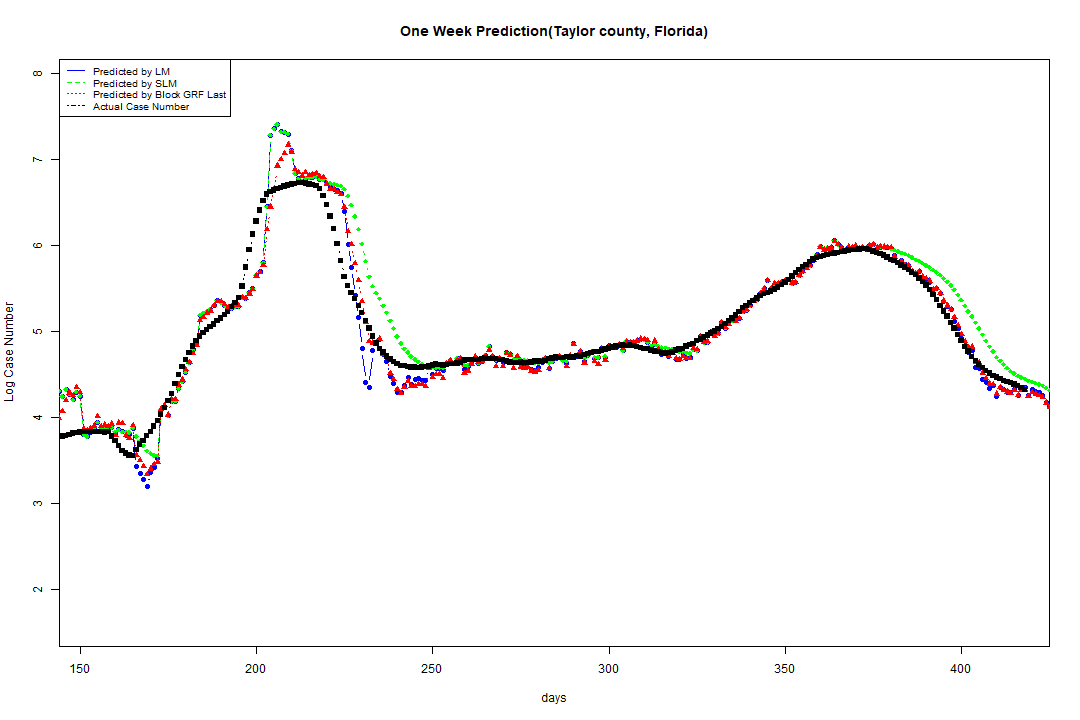 One Week Prediction(Taylor county, Florida)
Predicted by LM
Predicted by SLM
Predicted by Block GRF Last
Actual Case Number
8
7
6
5
4
3
2
Log Case Number
150 200 250 300 350 400
days